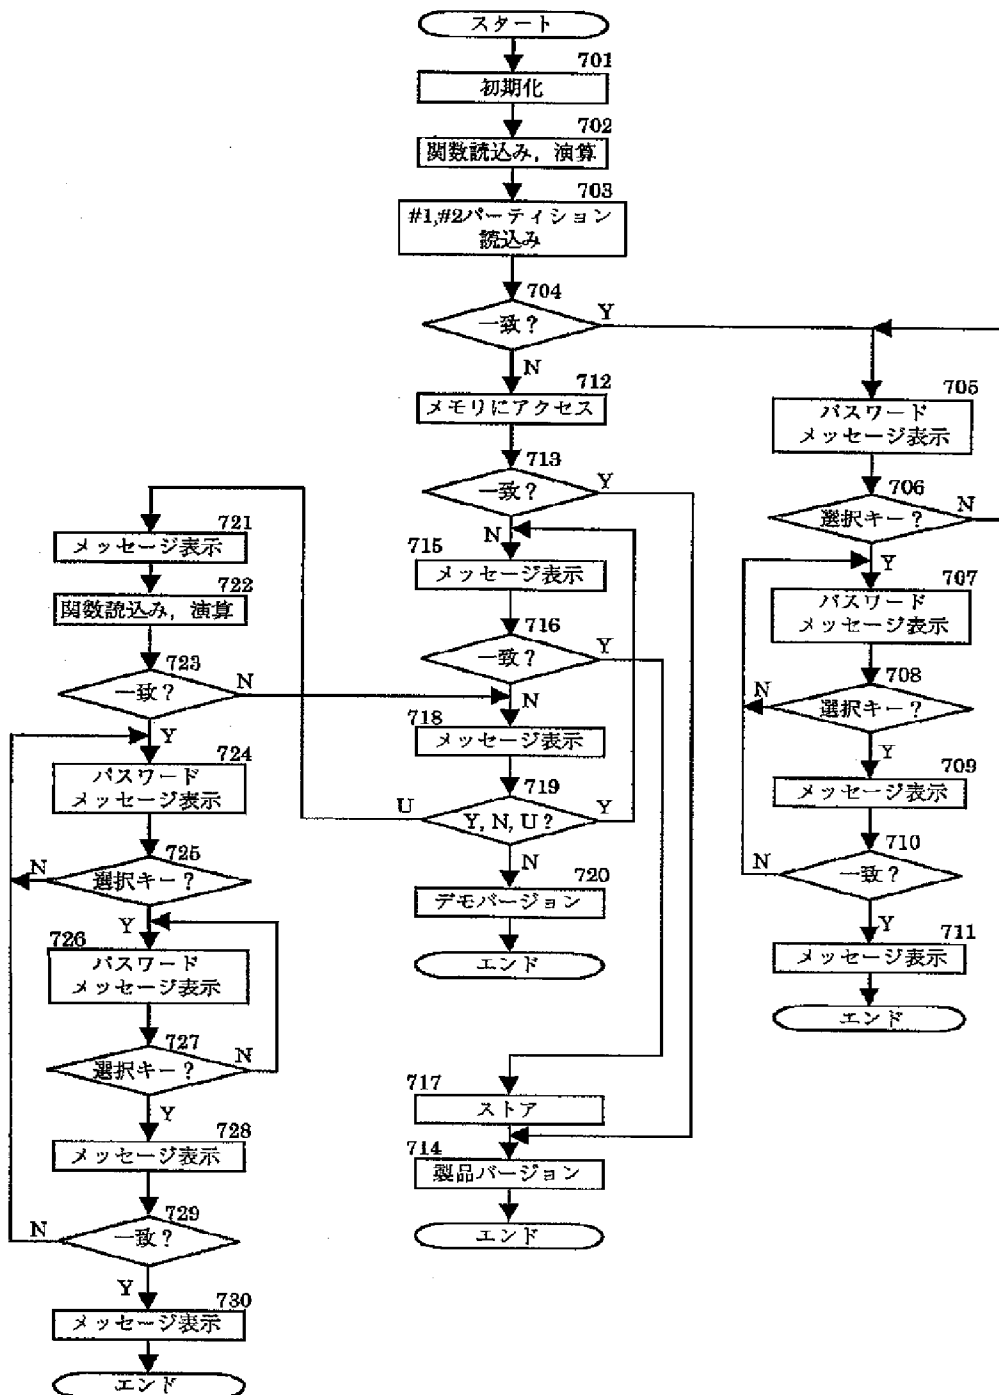 スタート
701
初期化
702
関数読込み，演算
703
#1,#2パーティション
読込み
704
一致？
Y
N
712
メモリにアクセス
713
一致？
Y
N
715
メッセージ表示
716
一致？
Y
N
718
メッセージ表示
719
Y, N, U？
U
Y
N
720
デモバージョン
エンド
717
ストア
714
製品バージョン
エンド
705
パスワード
メッセージ表示
706
選択キー？
N
Y
707
パスワード
メッセージ表示
708
選択キー？
N
Y
709
メッセージ表示
710
一致？
N
Y
711
メッセージ表示
エンド
721
メッセージ表示
722
関数読込み，演算
723
一致？
N
Y
724
パスワード
メッセージ表示
725
選択キー？
N
Y
726
パスワード
メッセージ表示
727
選択キー？
N
Y
728
メッセージ表示
729
一致？
N
Y
730
メッセージ表示
エンド